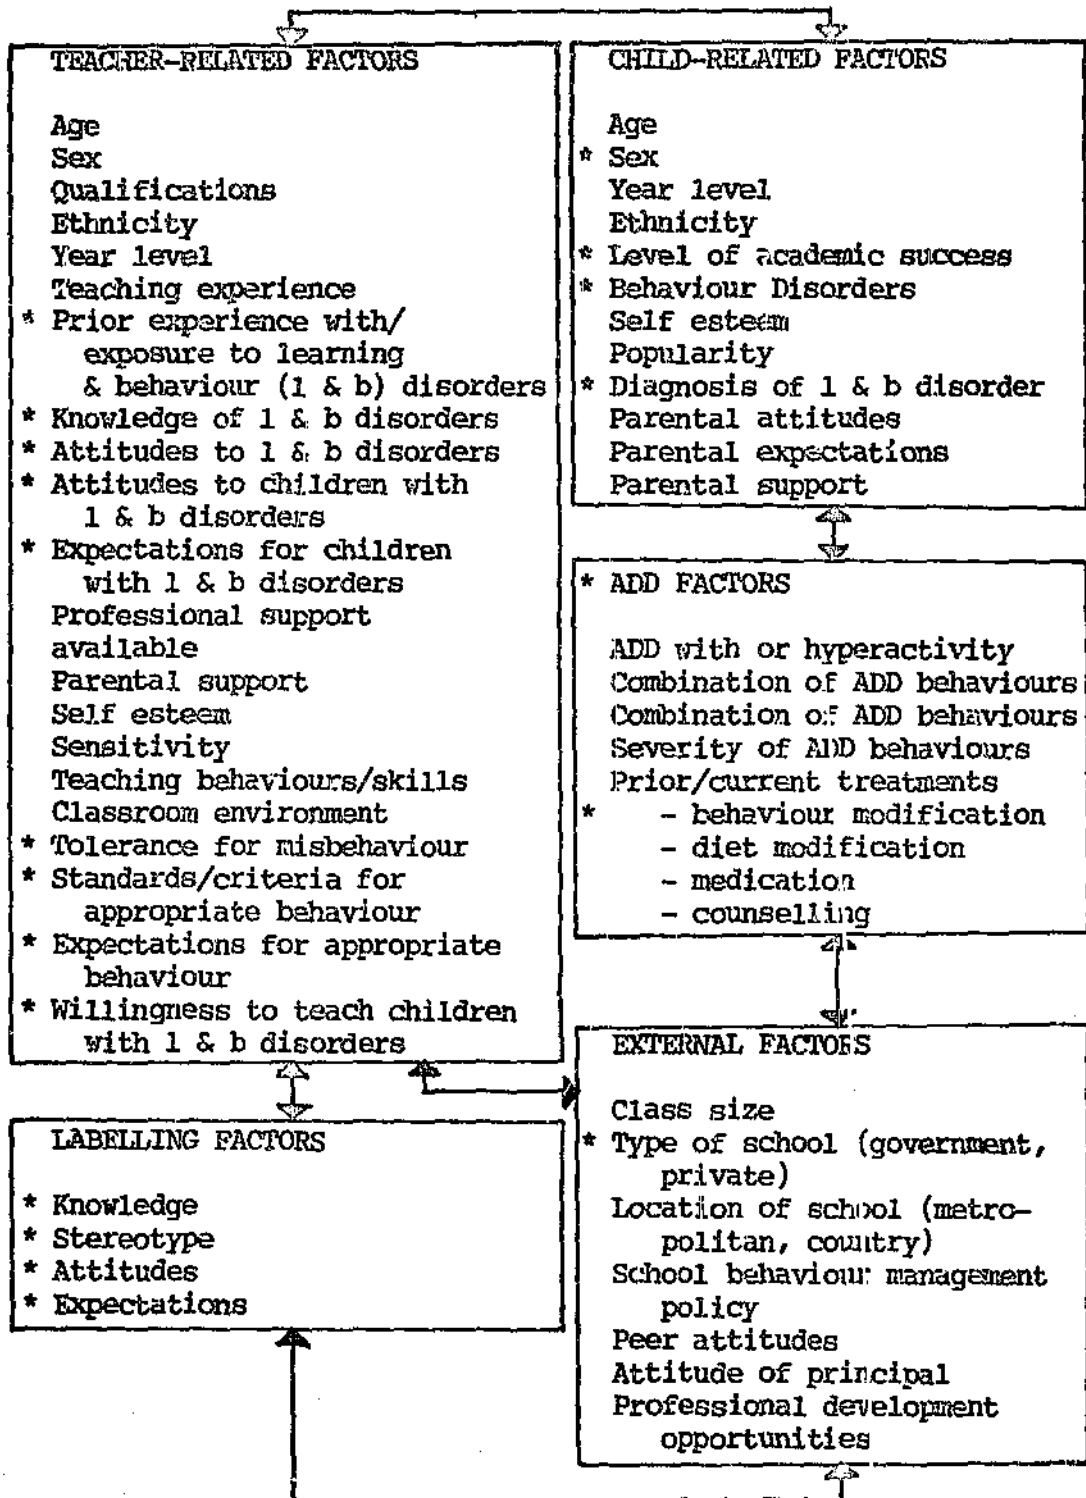 TEACHER-RELATED FACTORS
Age
Sex
Qualifications
Ethnicity
Year level
Teaching experience
* Prior experience with/
exposure to learning
& behaviour (l & b) disorders
* Knowledge of l & b disorders
* Attitudes to l & b disorders
* Attitudes to children with
l & b disorders
* Expectations for children
with l & b disorders
Professional support
available
Parental support
Self esteem
Sensitivity
Teaching behaviours/skills
Classroom environment
* Tolerance for misbehaviour
* Standards/criteria for
appropriate behaviour
* Expectations for appropriate
behaviour
* Willingness to teach children
with l & b disorders
LABELLING FACTORS
* Knowledge
* Stereotype
* Attitudes
* Expectations
CHILD-RELATED FACTORS
Age
* Sex
Year level
Ethnicity
* Level of academic success
* Behaviour Disorders
Self esteem
Popularity
* Diagnosis of l & b disorder
Parental attitudes
Parental expectations
Parental support
* ADD FACTORS
ADD with or hyperactivity
Combination of ADD behaviours
Combination of ADD behaviours
Severity of ADD behaviours
Prior/current treatments
* - behaviour modification
- diet modification
- medication
- counselling
EXTERNAL FACTORS
Class size
* Type of school (government,
private)
Location of school (metro-
politan, country)
School behaviour management
policy
Peer attitudes
Attitude of principal
Professional development
opportunities